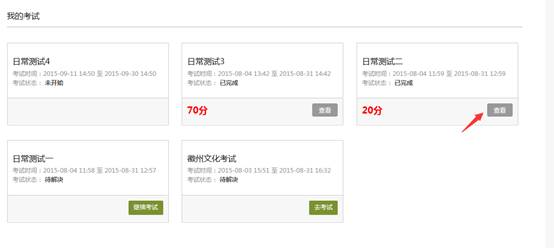 我的考试
日常测试4
考试时间：2015-09-11 14:50 至 2015-09-30 14:50
考试状态： 未开始
日常测试3
考试时间：2015-08-04 13:42 至 2015-08-31 14:42
考试状态： 已完成
70分
查看
日常测试二
考试时间：2015-08-04 11:59 至 2015-08-31 12:59
考试状态： 已完成
20分
查看
日常测试一
考试时间：2015-08-04 11:58 至 2015-08-31 12:57
考试状态： 待解决
继续考试
徽州文化考试
考试时间：2015-08-03 15:51 至 2015-08-31 16:32
考试状态： 待解决
去考试